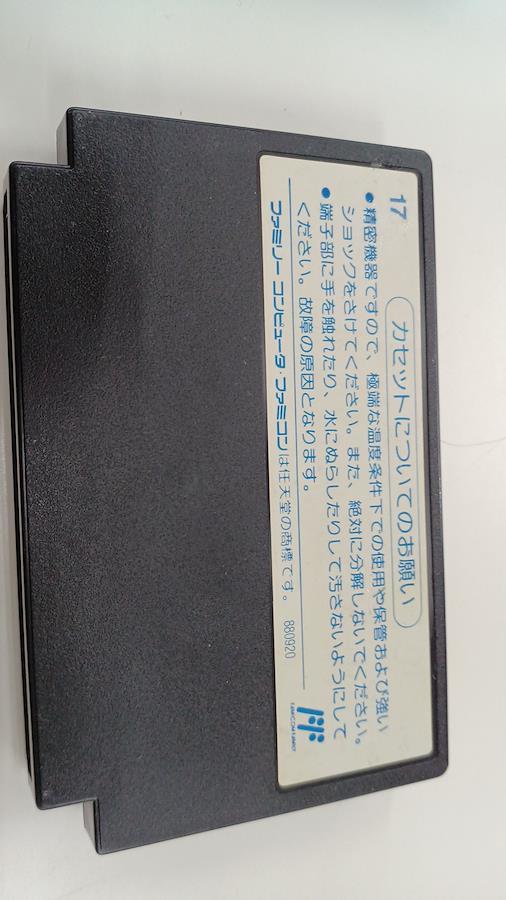 17
カセットについてのお願い
●精密機器ですので、極端な温度条件下での使用や保管および強い
ショックをさけてください。また、絶対に分解しないでください。
●端子部に手を触れたり、水にぬらしたりして汚さないようにして
ください。故障の原因となります。
ファミリーコンピュータ・ファミコンは任天堂の商標です。
880920